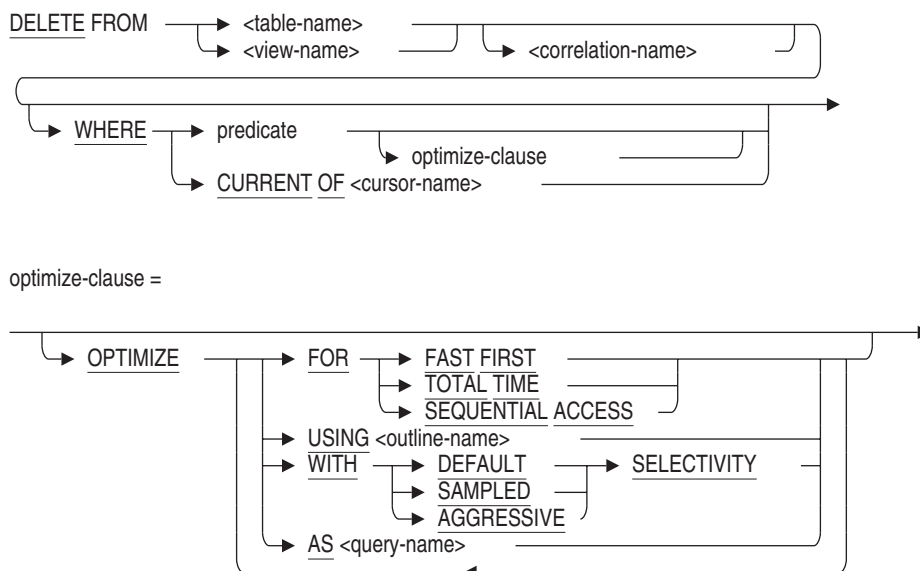 DELETE FROM <table-name>
<view-name> <correlation-name>
WHERE predicate
optimize-clause
CURRENT OF <cursor-name>
optimize-clause =
OPTIMIZE FOR FAST FIRST
TOTAL TIME
SEQUENTIAL ACCESS
USING <outline-name>
WITH DEFAULT SELECTIVITY
SAMPLED
AGGRESSIVE
AS <query-name>